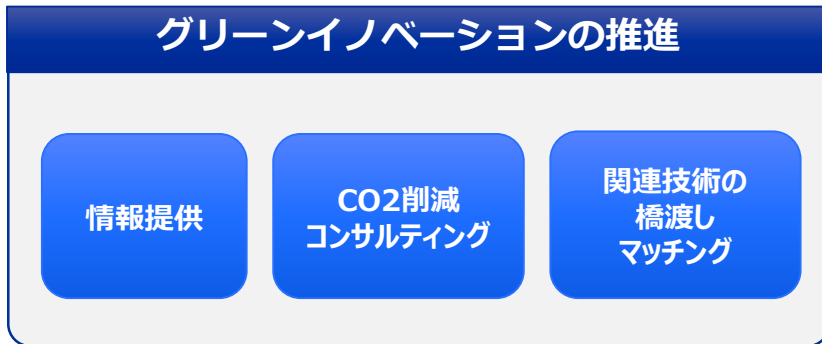 グリーンイノベーションの推進
情報提供
CO2削減
コンサルティング
関連技術の
橋渡し
マッチング